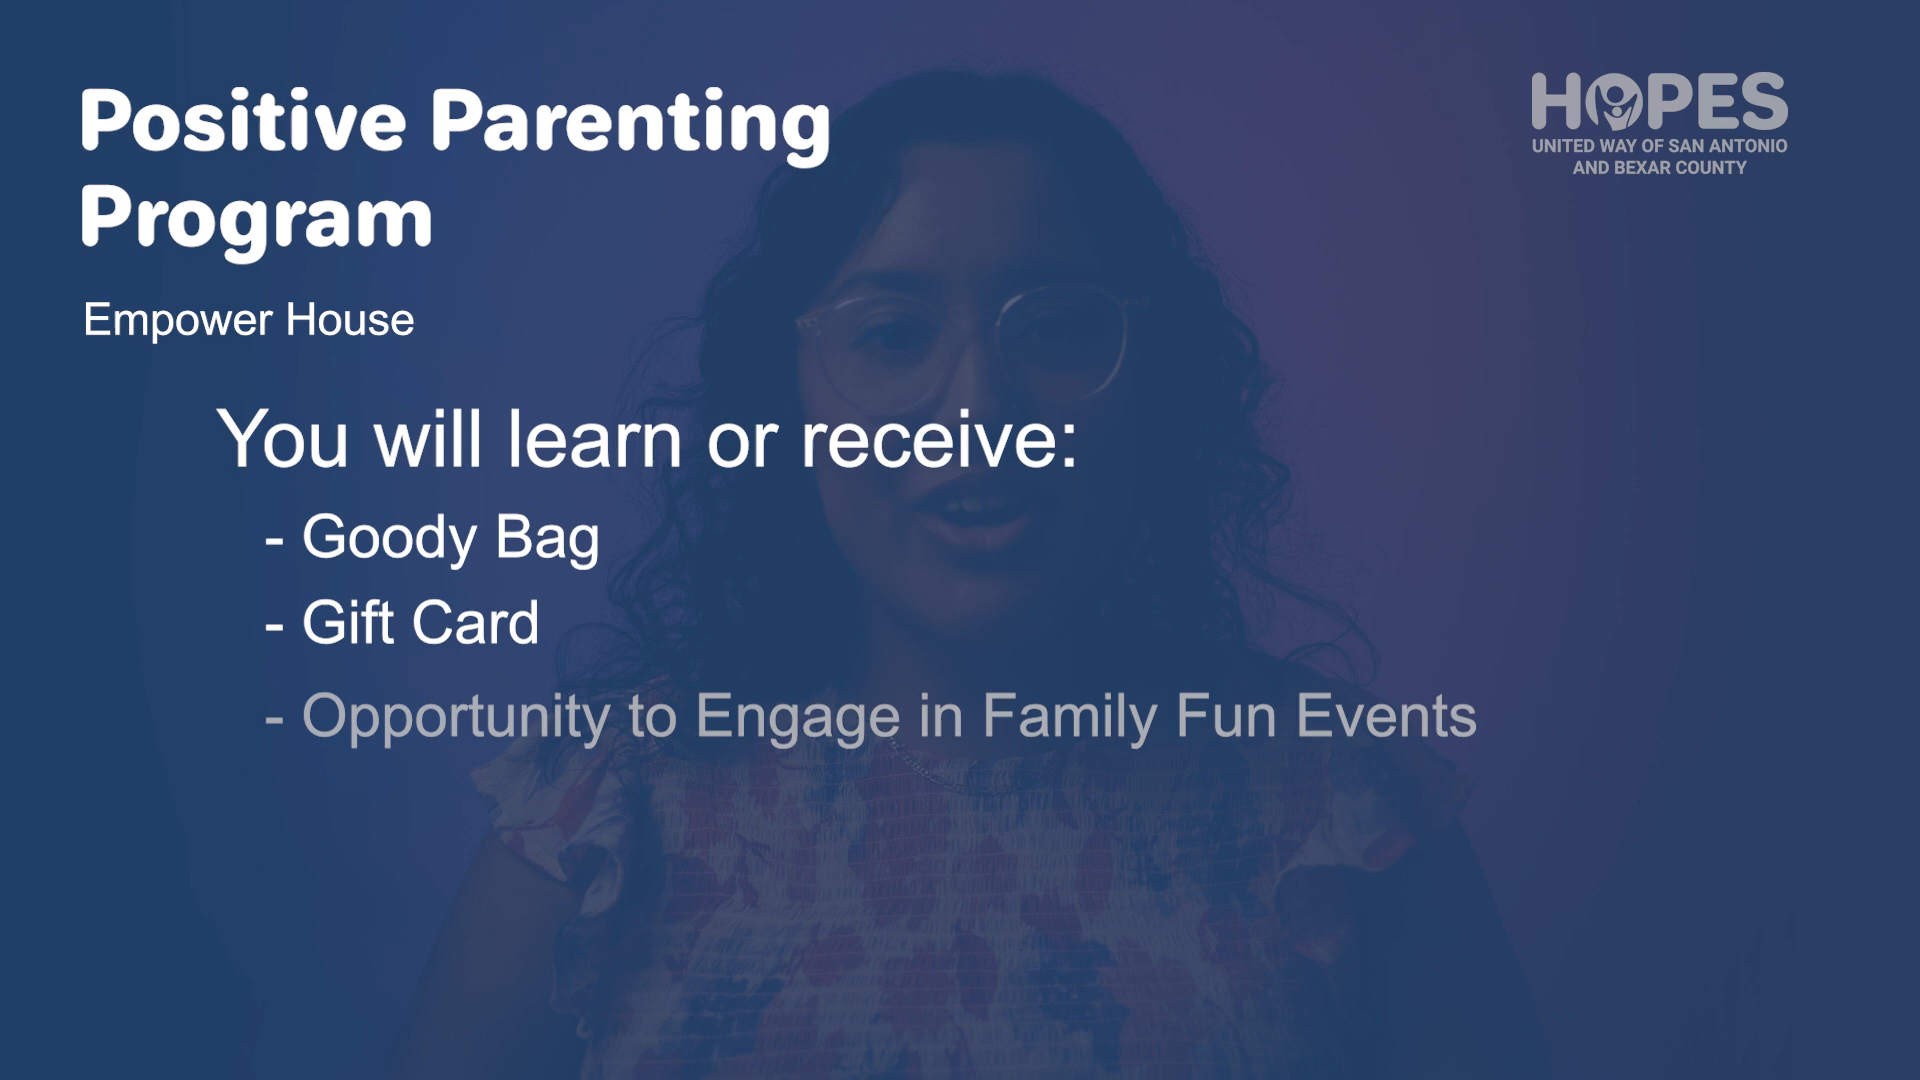 Positive Parenting
Program
Empower House
HOPES
UNITED WAY OF SAN ANTONIO
AND BEXAR COUNTY
You will learn or receive:
- Goody Bag
- Gift Card
- Opportunity to Engage in Family Fun Events